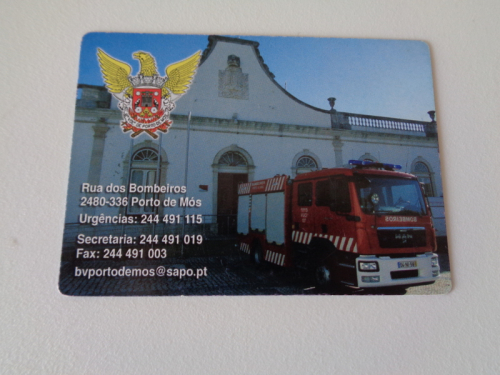 Rua dos Bombeiros
2480-336 Porto de Mós
Urgências: 244 491 115
Secretaria: 244 491 019
Fax: 244 491 003
bvportodemos@sapo.pt
BOMBEIROS
MAN